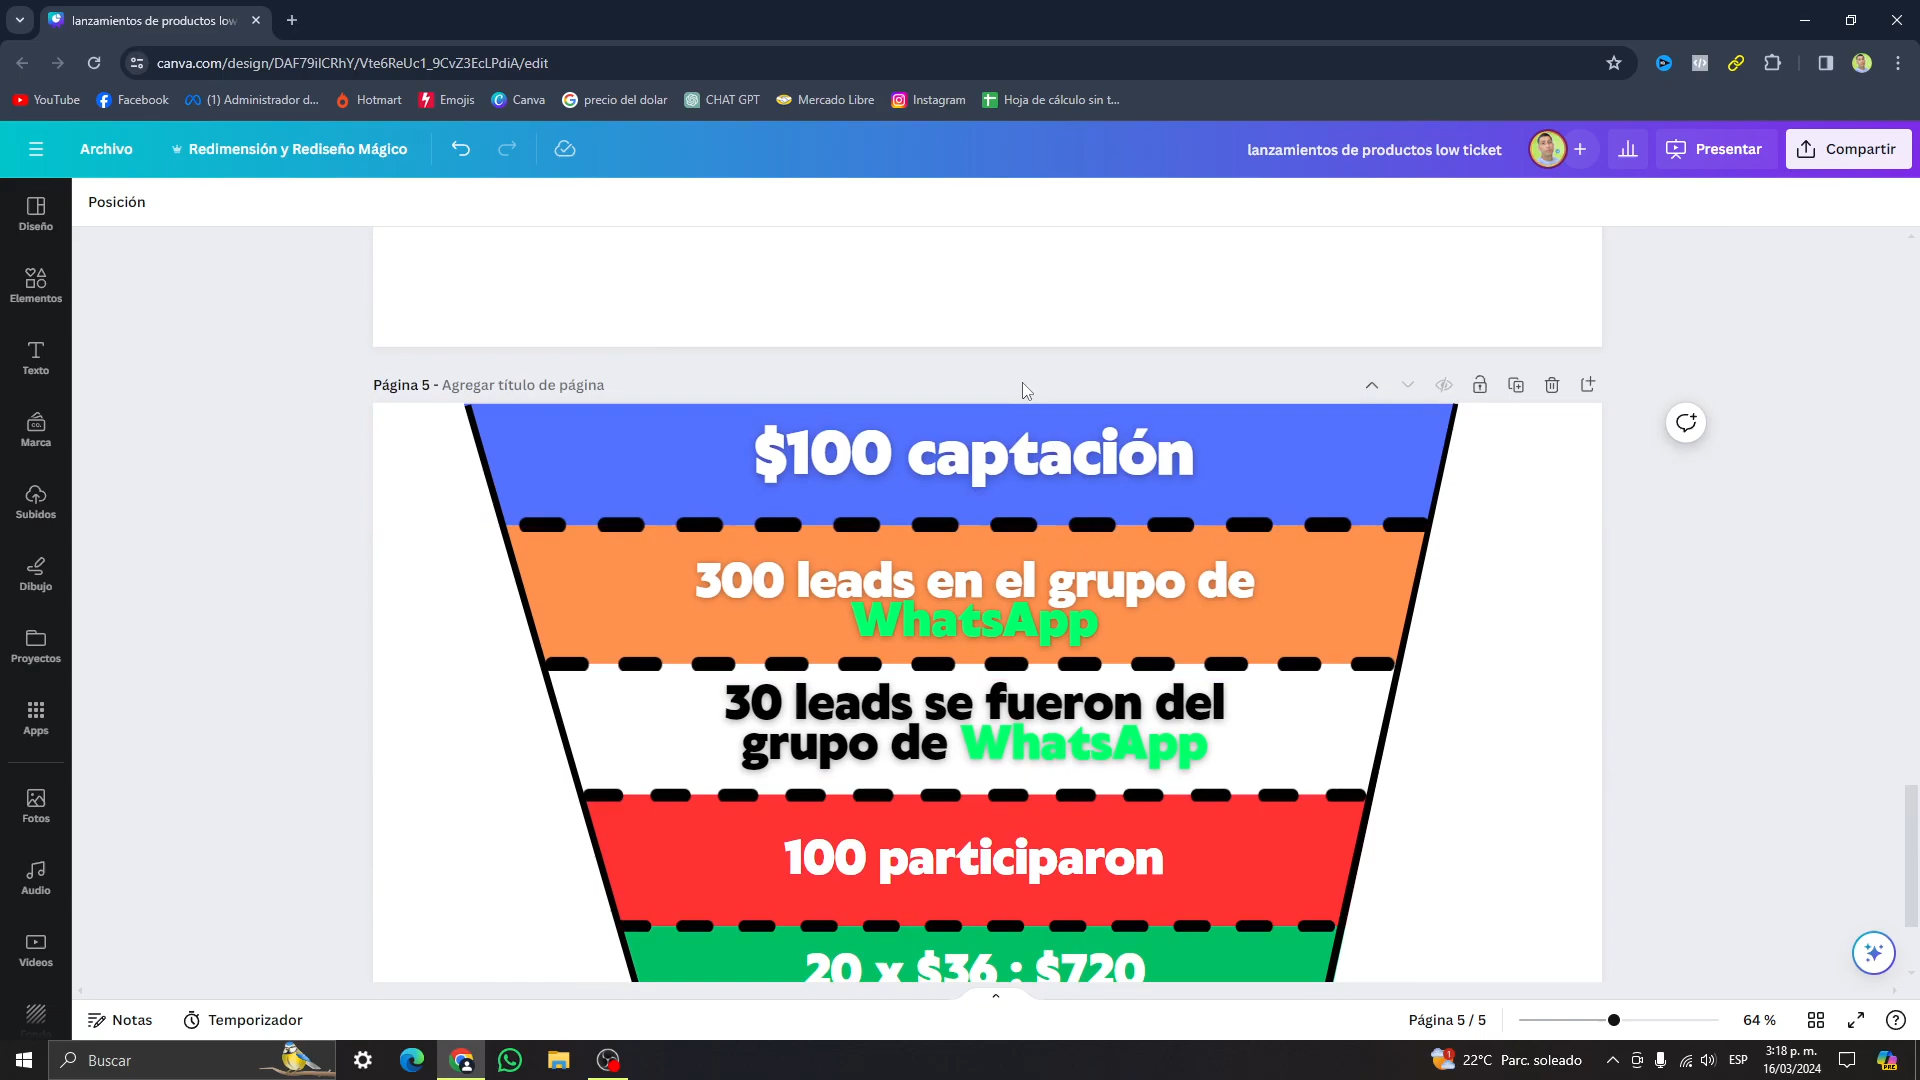 lanzamientos de productos low
canva.com/design/DAF79ilCRhY/Vte6ReUc1_9CvZ3EcLPdiA/edit
YouTube
Facebook
(1) Administrador d...
Hotmart
Emojis
Canva
precio del dolar
CHAT GPT
Mercado Libre
Instagram
Hoja de cálculo sin t...
Archivo
Redimensión y Rediseño Mágico
lanzamientos de productos low ticket
Presentar
Compartir
Posición
Diseño
Elementos
Texto
Marca
Subidos
Dibujo
Proyectos
Apps
Fotos
Audio
Videos
Página 5 - Agregar título de página
$100 captación
300 leads en el grupo de
WhatsApp
30 leads se fueron del
grupo de WhatsApp
100 participaron
20 x $36 : $720
Notas
Temporizador
Página 5 / 5
64 %
Buscar
22°C Parc. soleado
ESP
3:18 p. m.
16/03/2024